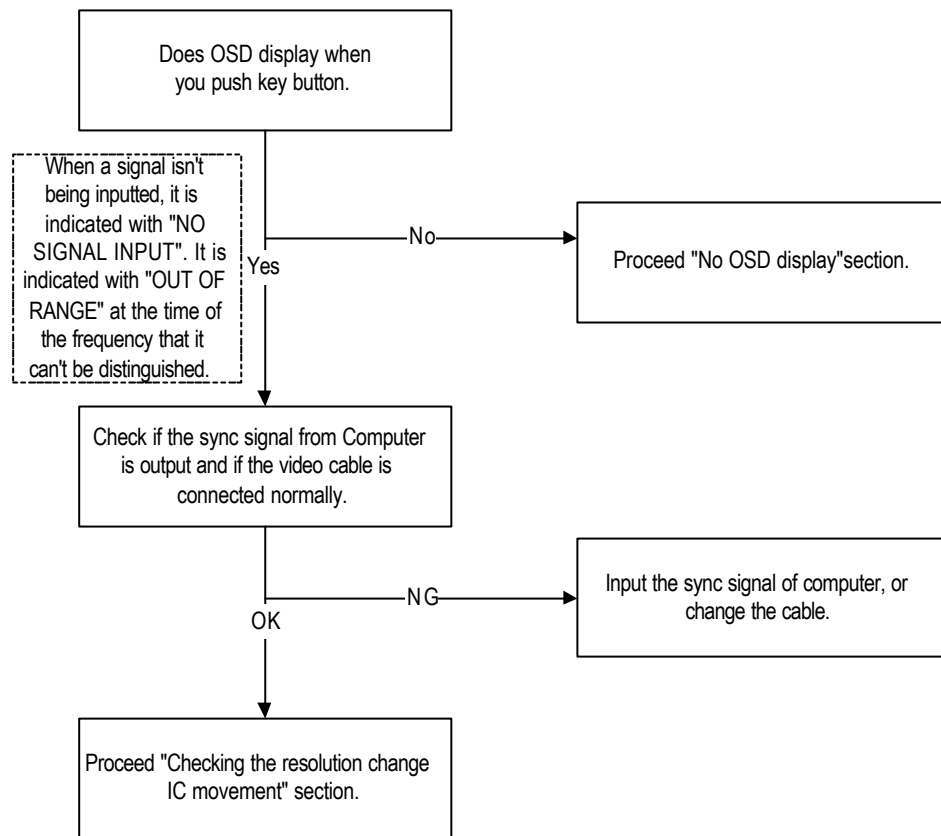 Does OSD display when
you push key button.
When a signal isn't
being inputted, it is
indicated with "NO
SIGNAL INPUT". It is
indicated with "OUT OF
RANGE" at the time of
the frequency that it
can't be distinguished.
No
Yes
Proceed "No OSD display"section.
Check if the sync signal from Computer
is output and if the video cable is
connected normally.
NG
OK
Input the sync signal of computer, or
change the cable.
Proceed "Checking the resolution change
IC movement" section.